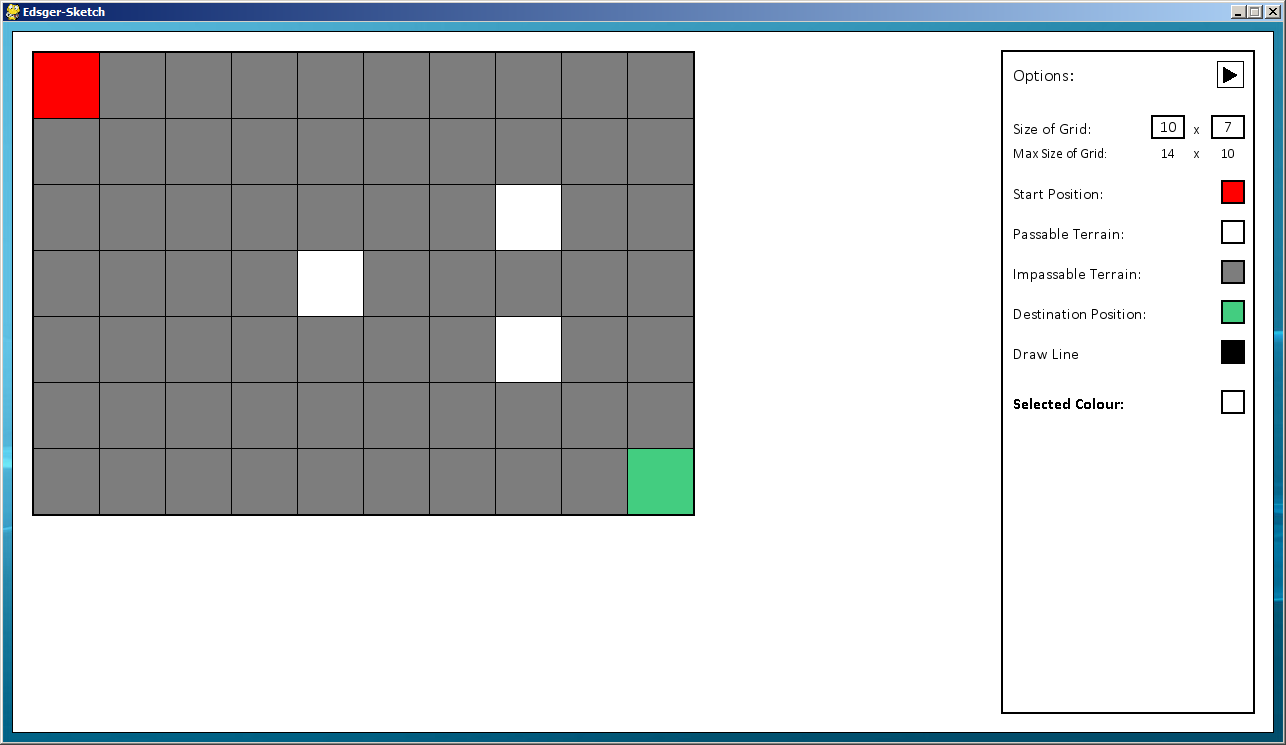 Edsger-Sketch
Options:
Size of Grid: 10 x 7
Max Size of Grid: 14 x 10
Start Position:
Passable Terrain:
Impassable Terrain:
Destination Position:
Draw Line
Selected Colour: